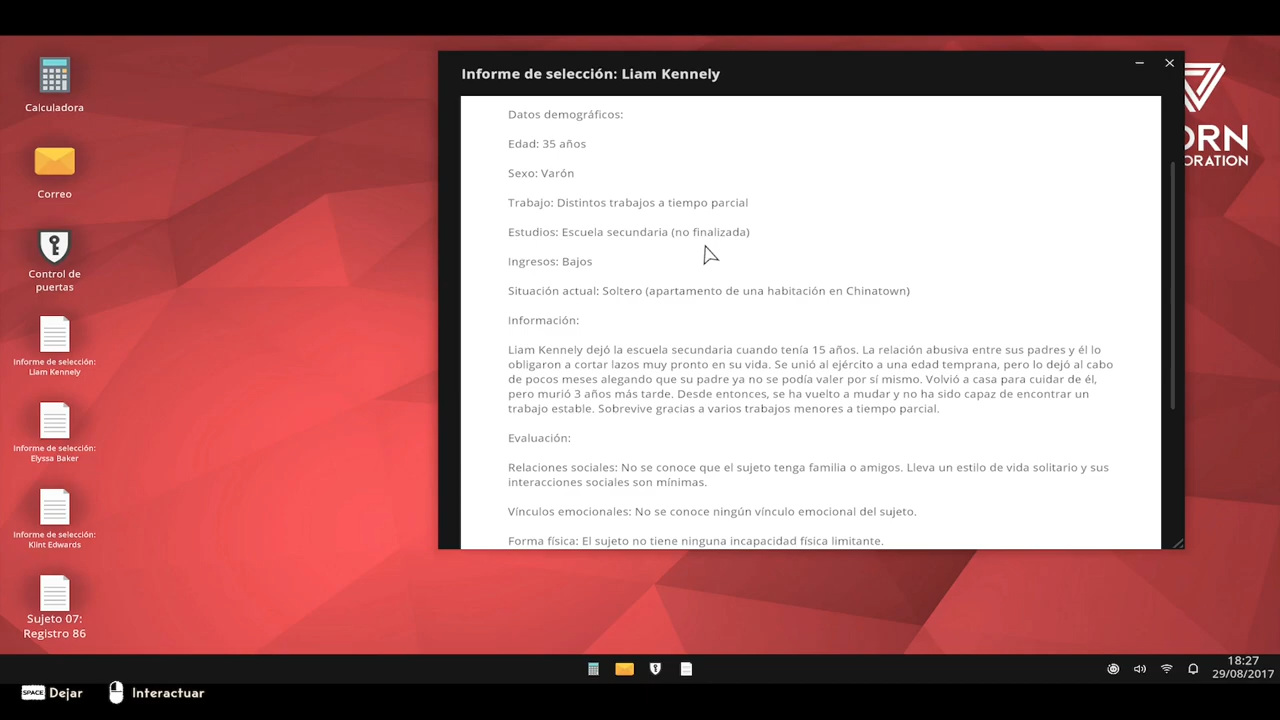 Informe de selección: Liam Kennely
Datos demográficos:
Edad: 35 años
Sexo: Varón
Trabajo: Distintos trabajos a tiempo parcial
Estudios: Escuela secundaria (no finalizada)
Ingresos: Bajos
Situación actual: Soltero (apartamento de una habitación en Chinatown)
Información:
Liam Kennely dejó la escuela secundaria cuando tenía 15 años. La relación abusiva entre sus padres y él lo
obligaron a cortar lazos muy pronto en su vida. Se unió al ejército a una edad temprana, pero lo dejó al cabo
de pocos meses alegando que su padre ya no se podía valer por sí mismo. Volvió a casa para cuidar de él,
pero murió 3 años más tarde. Desde entonces, se ha vuelto a mudar y no ha sido capaz de encontrar un
trabajo estable. Sobrevive gracias a varios trabajos menores a tiempo parcial.
Evaluación:
Relaciones sociales: No se conoce que el sujeto tenga familia o amigos. Lleva un estilo de vida solitario y sus
interacciones sociales son mínimas.
Vínculos emocionales: No se conoce ningún vínculo emocional del sujeto.
Forma física: El sujeto no tiene ninguna incapacidad física limitante.
Calculadora
Correo
Control de
puertas
Informe de selección:
Liam Kennely
Informe de selección:
Elyssa Baker
Informe de selección:
Klint Edwards
Sujeto 07:
Registro 86
ORN
ORATION
18:27
29/08/2017
SPACE Dejar
Interactuar